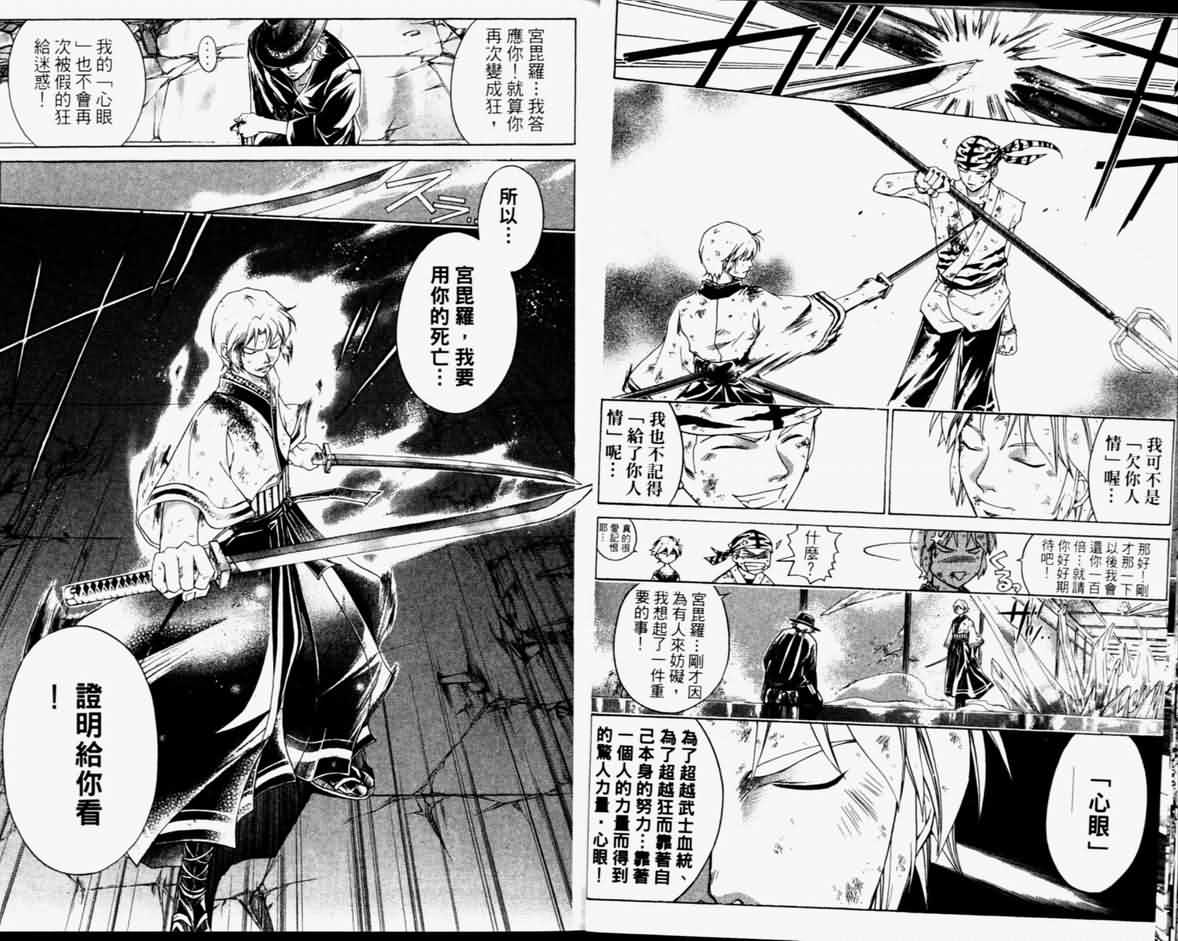 我可不是
「欠你人
情」喔…
我也不記得
「給了你人
情」呢…
那好！剛
才那一下
以後我會
還你一百
倍…就請
你好好期
待吧！
什麼？
真的很
愛記恨
耶…
宮毘羅…剛才因
為有人來妨礙，
我想起了一件重
要的事！
「心眼」
──
為了超越武士血統、
為了超越狂而靠著自
己本身的努力…靠著
一個人的力量而得到
的驚人力量．心眼！
宮毘羅…我答
應你！就算你
再次變成狂，
…
我的「心眼
」也不會再
次被假的狂
給迷惑！
スラ…
所以…
宮毘羅，我要
用你的死亡…
證明給你看
！